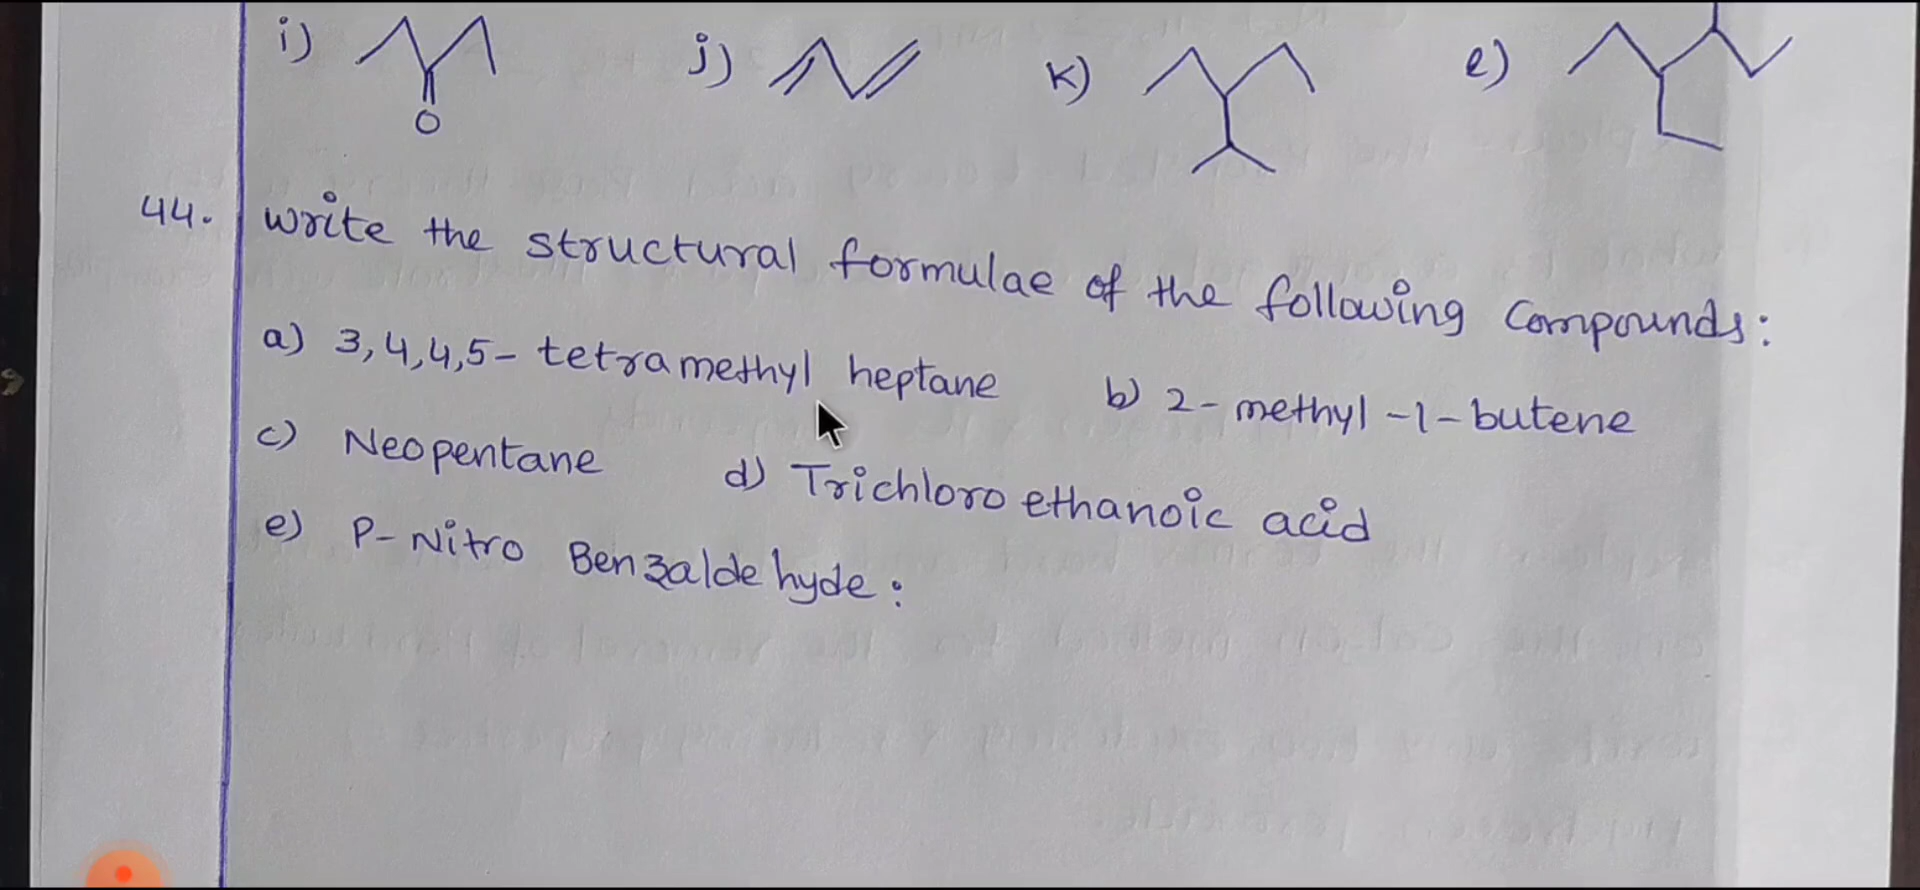 i) j) k) l)
O
44. Write the structural formulae of the following compounds:
a) 3,4,4,5- tetramethyl heptane b) 2- methyl -1- butene
c) Neopentane d) Trichloro ethanoic acid
e) P- Nitro Benzaldehyde: